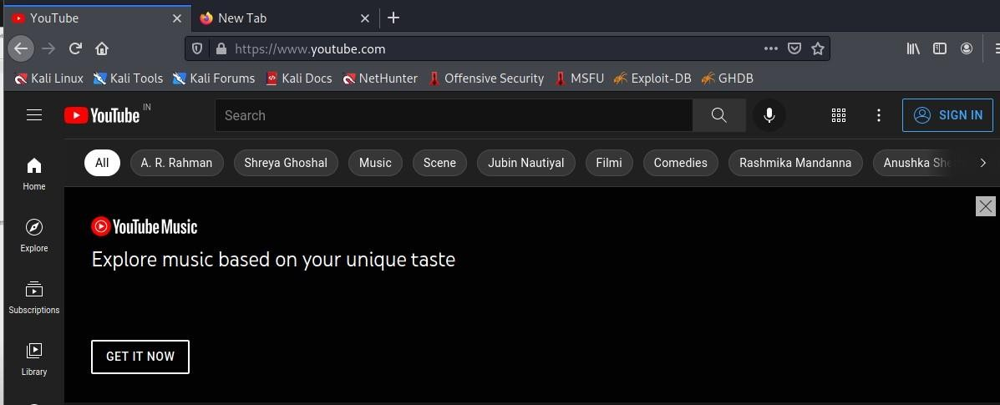 YouTube New Tab
https://www.youtube.com
Kali Linux Kali Tools Kali Forums Kali Docs NetHunter Offensive Security MSFU Exploit-DB GHDB
YouTube IN Search SIGN IN
All A. R. Rahman Shreya Ghoshal Music Scene Jubin Nautiyal Filmi Comedies Rashmika Mandanna Anushka
Home
YouTube Music
Explore music based on your unique taste
Explore
Subscriptions
GET IT NOW
Library